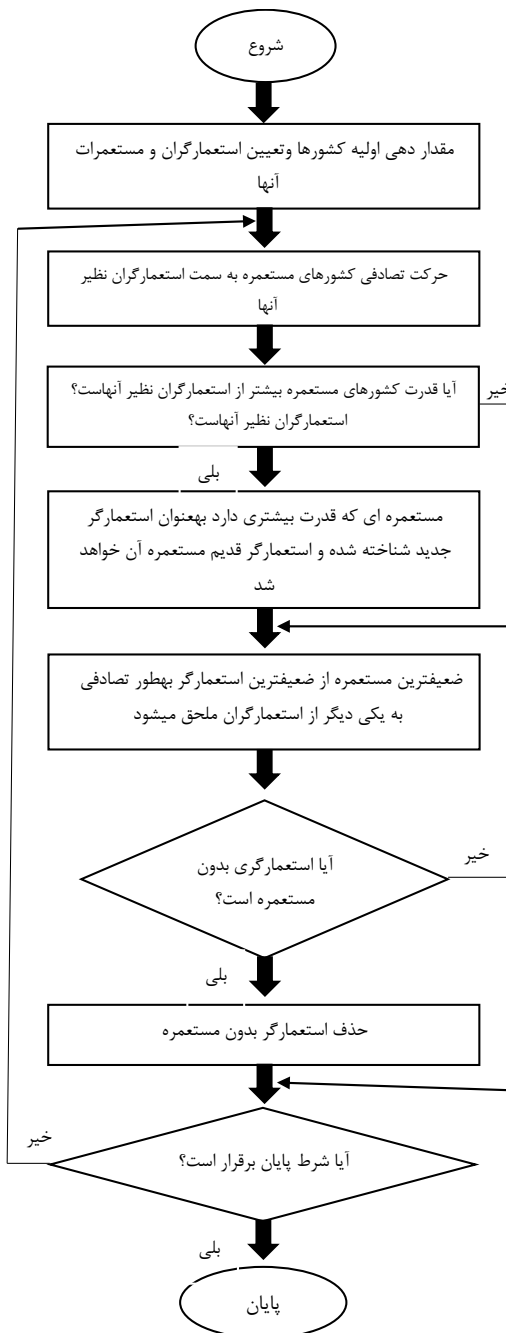 شروع
مقدار دهی اولیه کشورها وتعیین استعمارگران و مستعمرات
آنها
حرکت تصادفی کشورهای مستعمره به سمت استعمارگران نظیر
آنها
آیا قدرت کشورهای مستعمره بیشتر از استعمارگران نظیر آنهاست؟
استعمارگران نظیر آنهاست؟
خیر
بلی
مستعمره ای که قدرت بیشتری دارد بهعنوان استعمارگر
جدید شناخته شده و استعمارگر قدیم مستعمره آن خواهد
شد
ضعیفترین مستعمره از ضعیفترین استعمارگر بهطور تصادفی
به یکی دیگر از استعمارگران ملحق میشود
آیا استعمارگری بدون
مستعمره است؟
خیر
بلی
حذف استعمارگر بدون مستعمره
آیا شرط پایان برقرار است؟
خیر
بلی
پایان